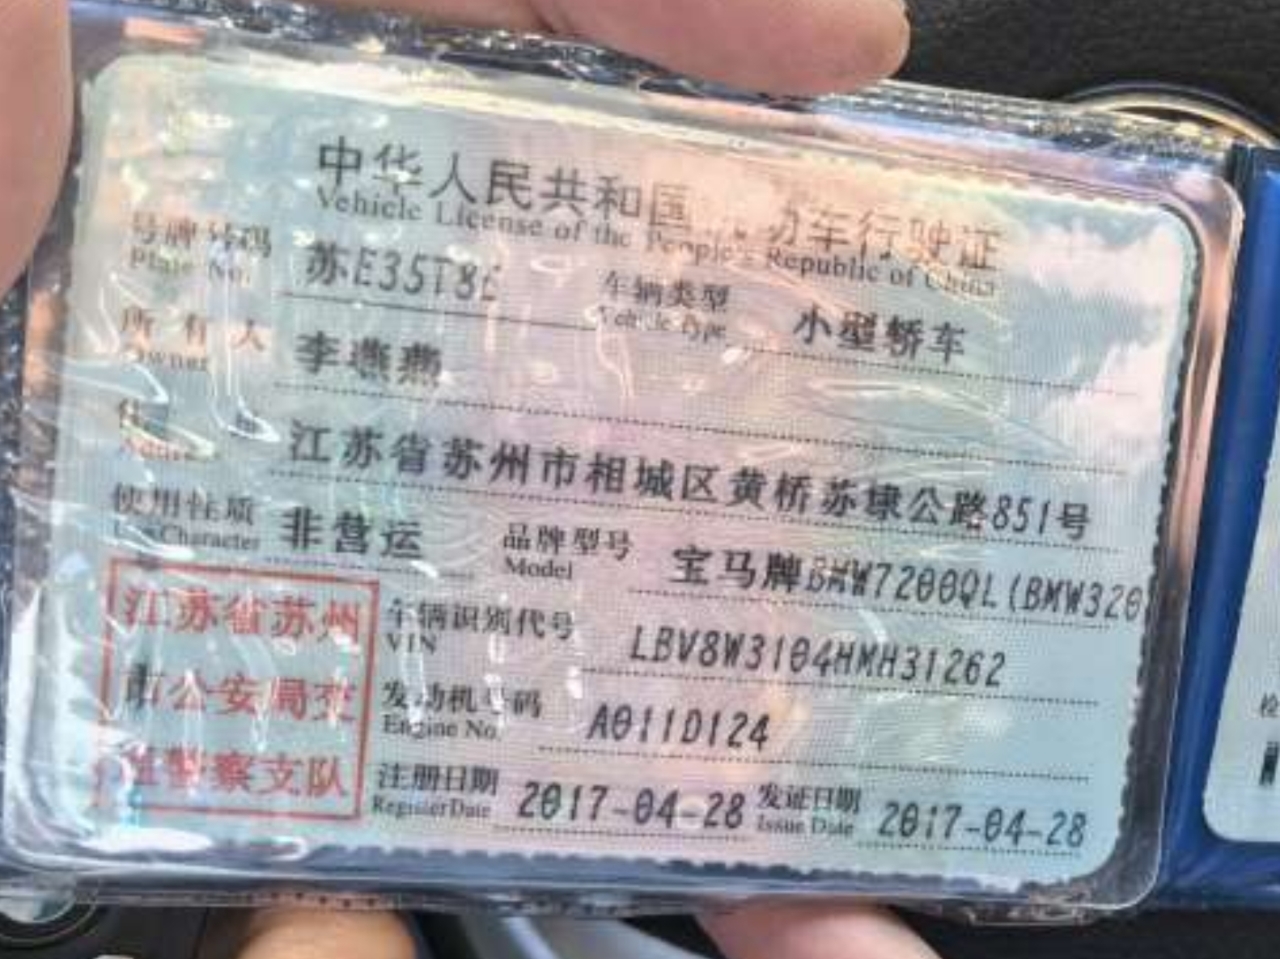 中华人民共和国 车行驶证
Vehicle License of the People's Republic of China
号牌号码 苏E35T8 车辆类型 小型轿车
Plate No. Vehicle Type
所有人 李燕燕
Owner
住
江苏省苏州市相城区黄桥苏埭公路851号
使用性质 非营运 品牌型号 宝马牌BMW7200QL(BMW320
Use Character Model
江苏省苏州
市公安局交
通警察支队
车辆识别代号 LBV8W3104HMH31262
VIN
发动机号码 A011D124
Engine No.
注册日期 2017-04-28 发证日期 2017-04-28
Register Date Issue Date
检